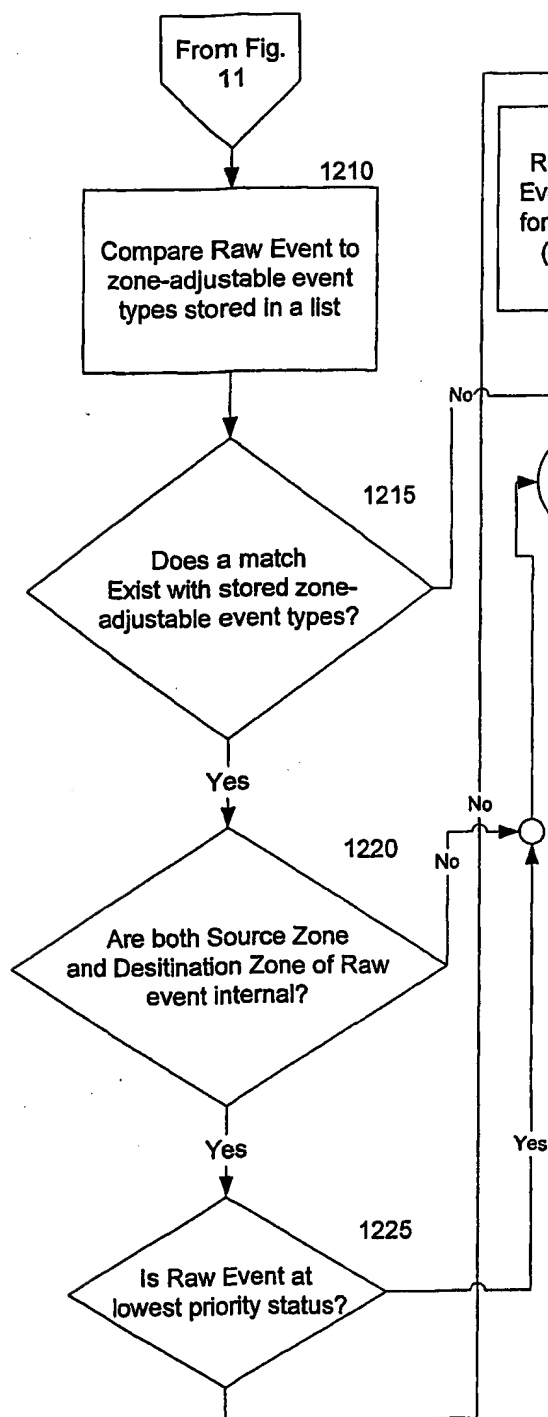 From Fig.
11
1210
Compare Raw Event to
zone-adjustable event
types stored in a list
R
Ev
for
(
No
1215
Does a match
Exist with stored zone-
adjustable event types?
Yes
No
1220
No
Are both Source Zone
and Desitination Zone of Raw
event internal?
Yes
Yes
1225
Is Raw Event at
lowest priority status?